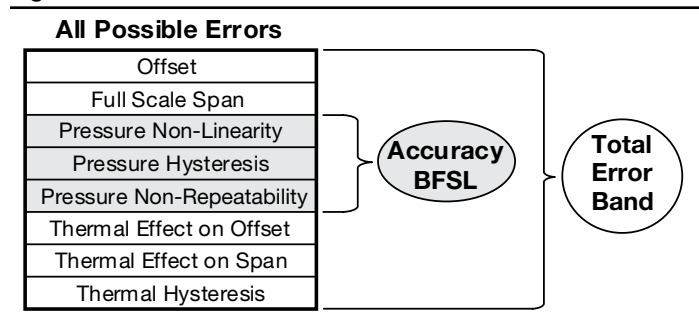 All Possible Errors
Offset
Full Scale Span
Pressure Non-Linearity
Pressure Hysteresis
Pressure Non-Repeatability
Thermal Effect on Offset
Thermal Effect on Span
Thermal Hysteresis
Accuracy
BFSL
Total
Error
Band